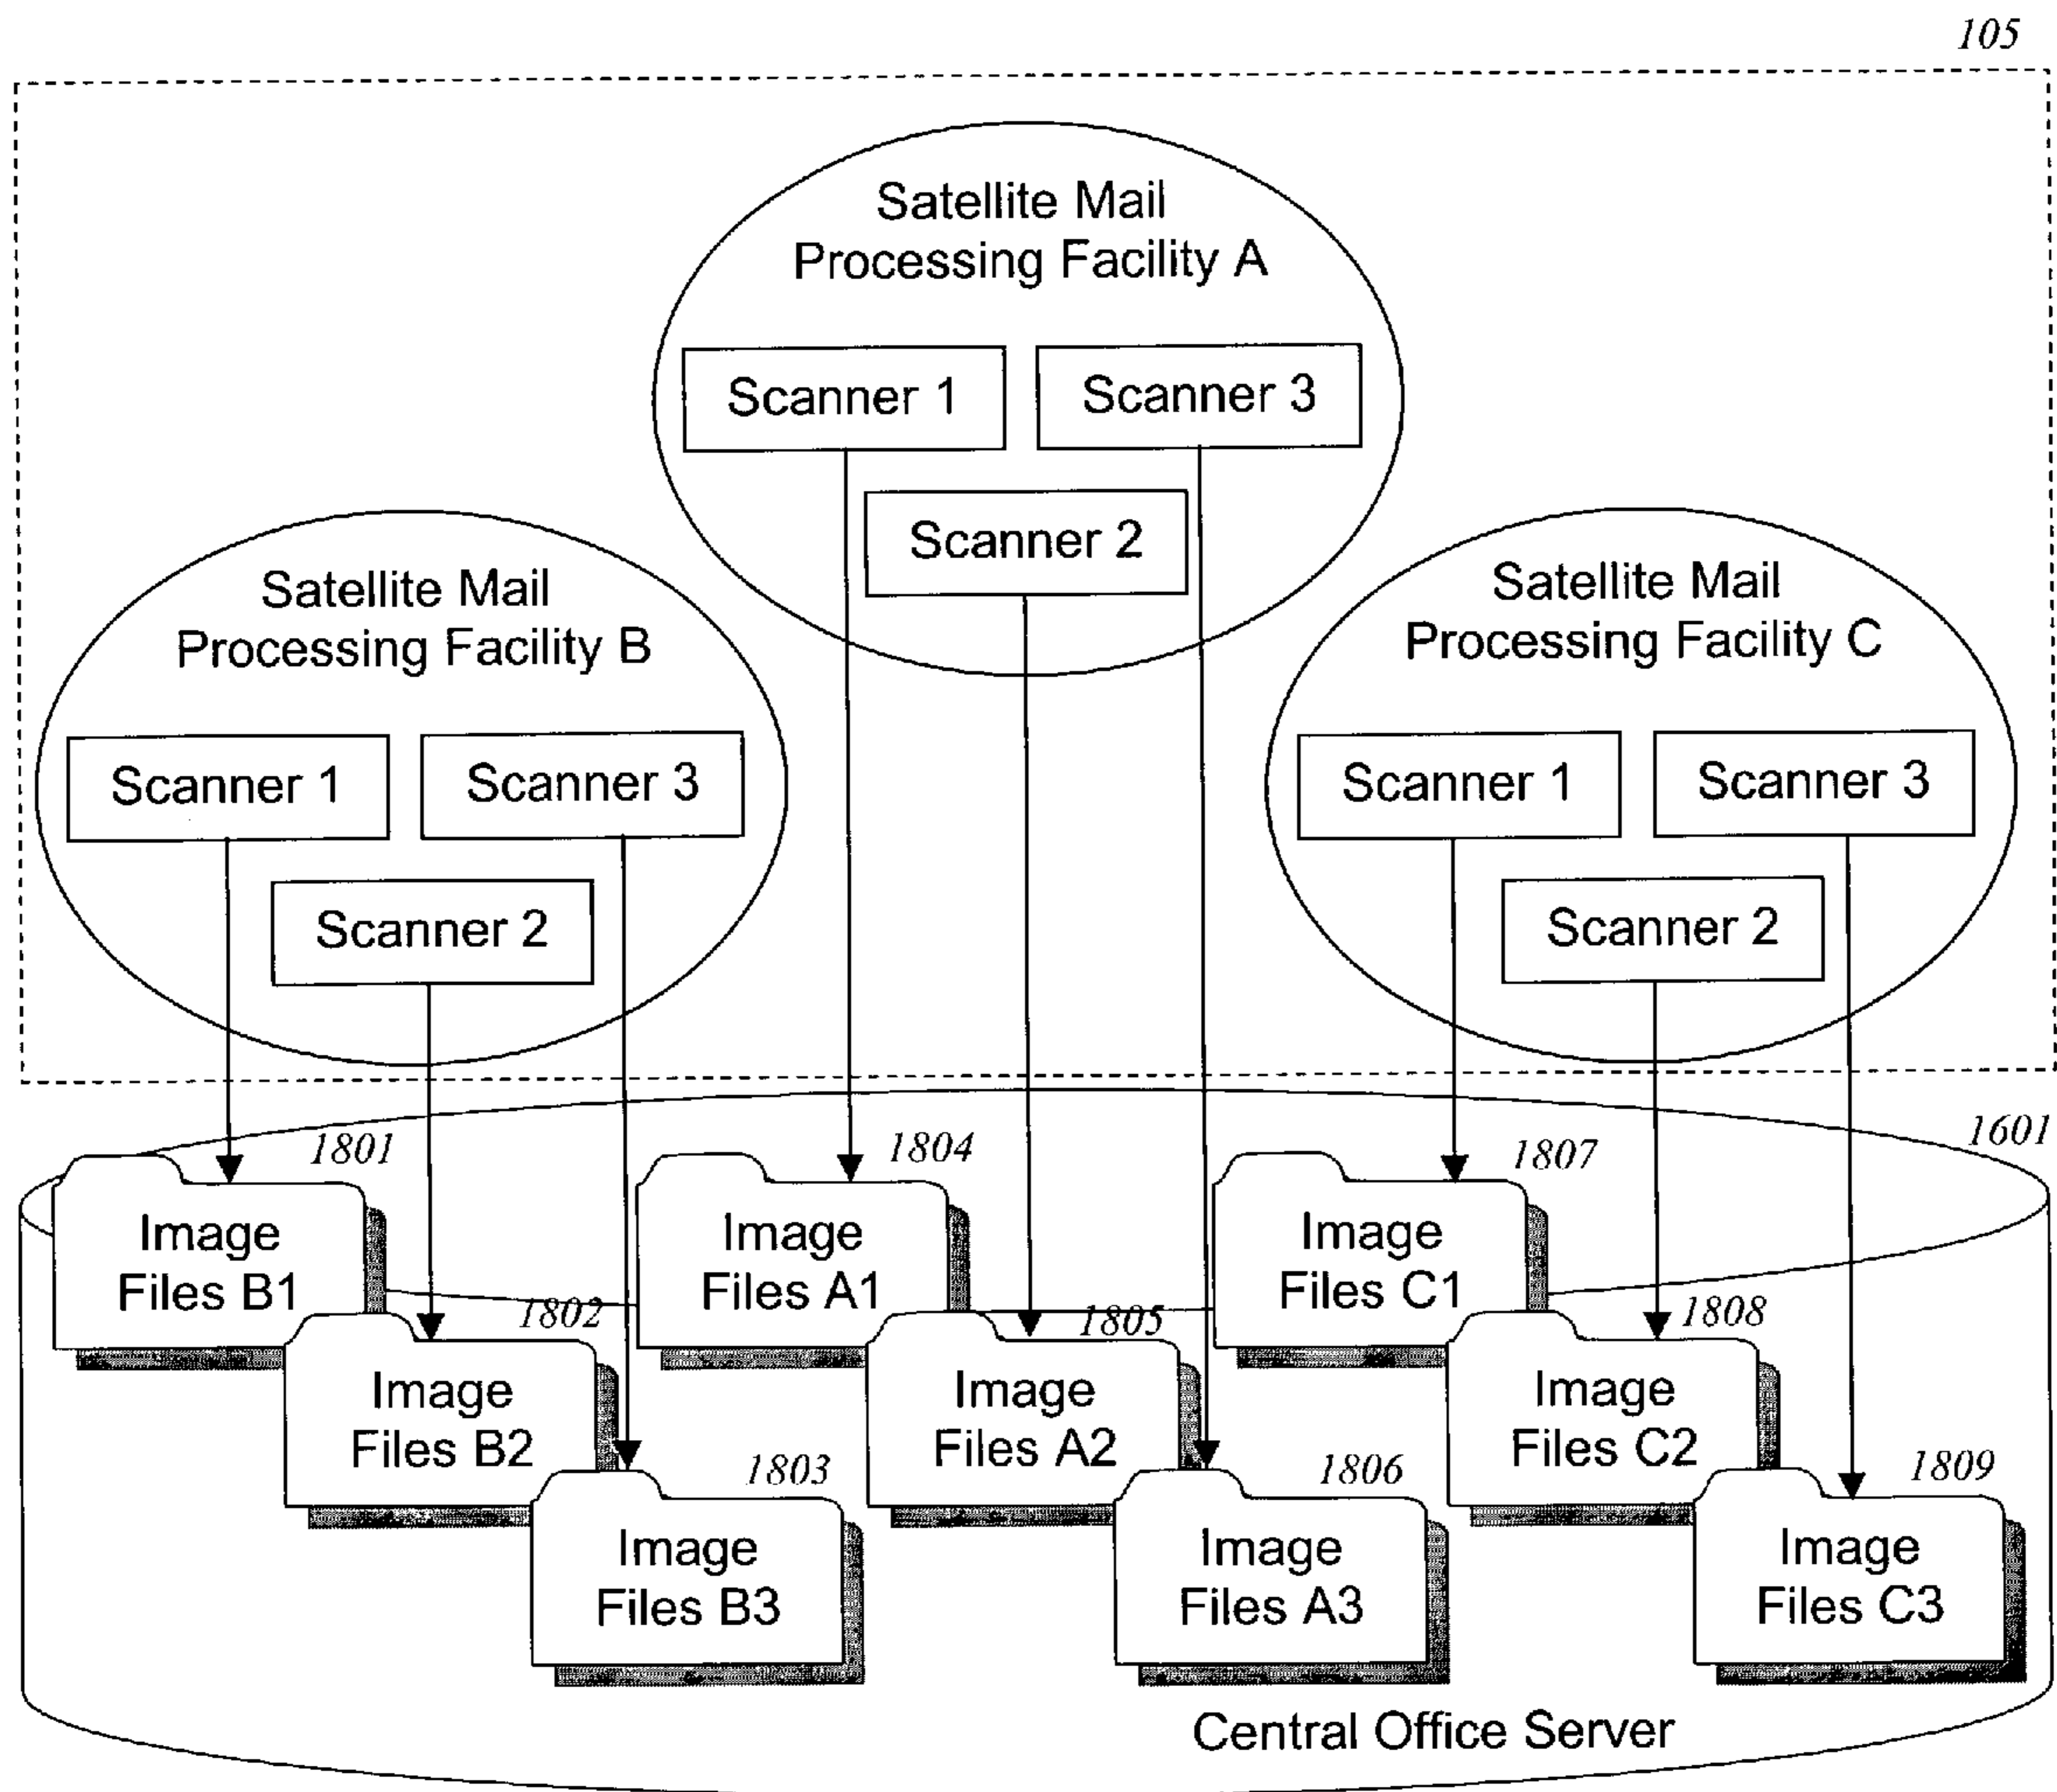 105
Satellite Mail
Processing Facility A
Scanner 1
Scanner 3
Scanner 2
Satellite Mail
Processing Facility B
Scanner 1
Scanner 3
Scanner 2
Satellite Mail
Processing Facility C
Scanner 1
Scanner 3
Scanner 2
1601
1801
Image
Files B1
1802
Image
Files B2
1803
Image
Files B3
1804
Image
Files A1
1805
Image
Files A2
1806
Image
Files A3
1807
Image
Files C1
1808
Image
Files C2
1809
Image
Files C3
Central Office Server